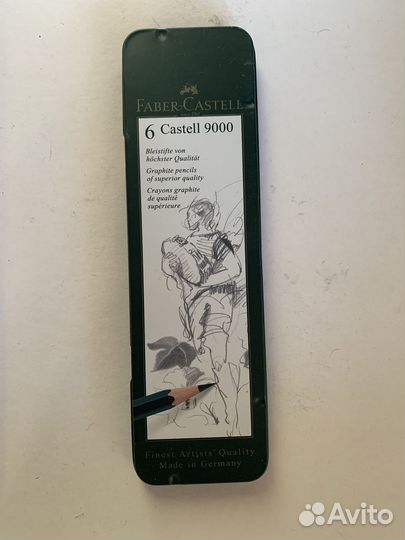 FABER-CASTELL
6 Castell 9000
Bleistifte von
höchster Qualität
Graphite pencils
of superior quality
Crayons graphite
de qualité
supérieure
Finest Artists' Quality
Made in Germany
Avito